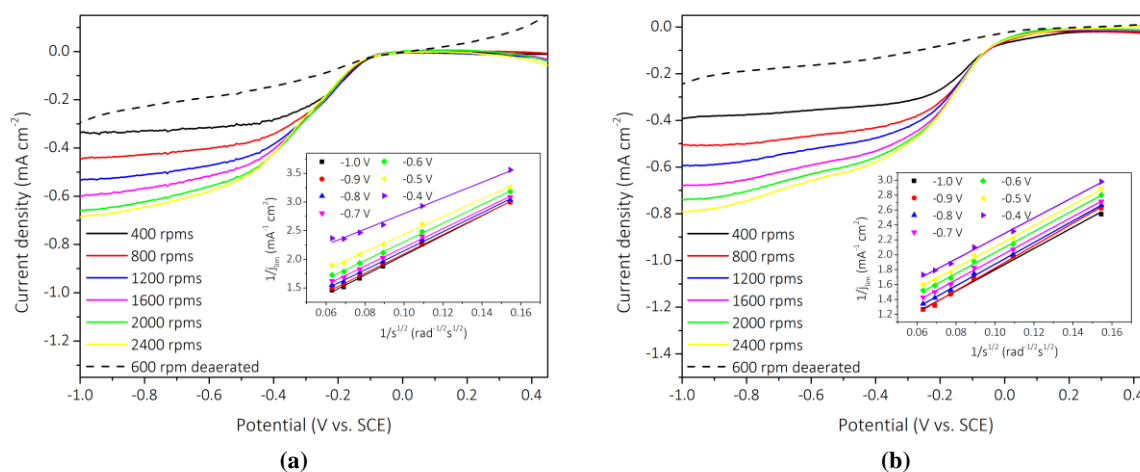 0.0
-0.2
-0.4
-0.6
-0.8
-1.0
-1.2
Current density (mA cm-2)
400 rpms
800 rpms
1200 rpms
1600 rpms
2000 rpms
2400 rpms
600 rpm deaerated
3.5
3.0
2.5
2.0
1.5
1/jlim (mA-1 cm2)
-1.0 V
-0.9 V
-0.8 V
-0.7 V
-0.6 V
-0.5 V
-0.4 V
0.06 0.08 0.10 0.12 0.14 0.16
1/s1/2 (rad-1/2s1/2)
-1.0 -0.8 -0.6 -0.4 -0.2 0.0 0.2 0.4
Potential (V vs. SCE)
(a)
0.0
-0.2
-0.4
-0.6
-0.8
-1.0
-1.2
-1.4
Current density (mA cm-2)
400 rpms
800 rpms
1200 rpms
1600 rpms
2000 rpms
2400 rpms
600 rpm deaerated
3.0
2.8
2.6
2.4
2.2
2.0
1.8
1.6
1.4
1.2
1/jlim (mA-1 cm2)
-1.0 V
-0.9 V
-0.8 V
-0.7 V
-0.6 V
-0.5 V
-0.4 V
0.06 0.08 0.10 0.12 0.14 0.16
1/s1/2 (rad-1/2s1/2)
-1.0 -0.8 -0.6 -0.4 -0.2 0.0 0.2 0.4
Potential (V vs. SCE)
(b)